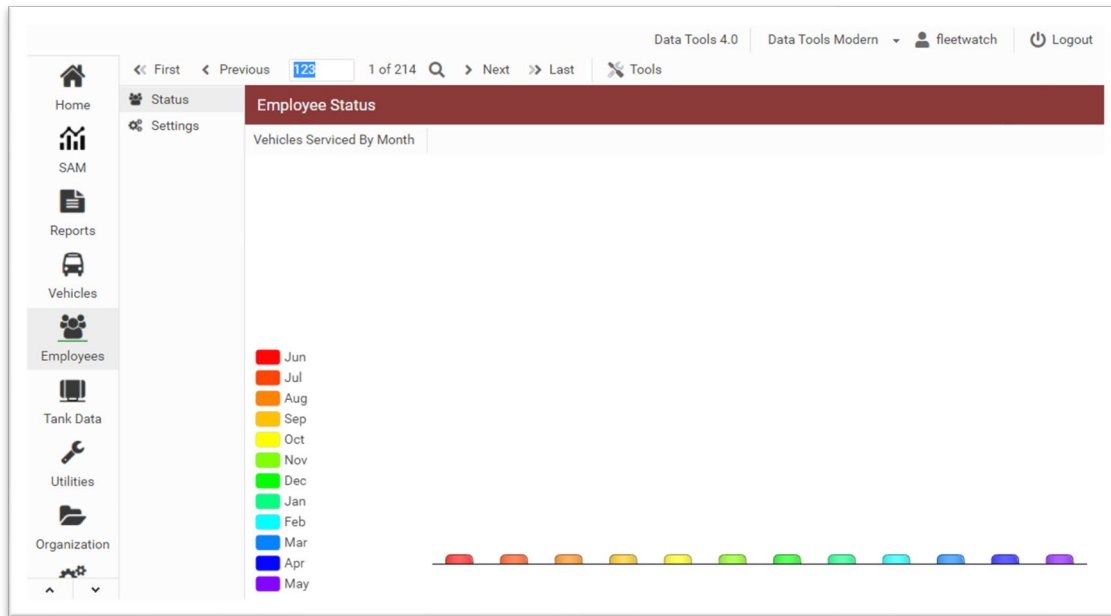 Data Tools 4.0 Data Tools Modern fleetwatch Logout
First Previous 123 1 of 214 Next Last Tools
Home
SAM
Reports
Vehicles
Employees
Tank Data
Utilities
Organization
Status
Settings
Employee Status
Vehicles Serviced By Month
Jun
Jul
Aug
Sep
Oct
Nov
Dec
Jan
Feb
Mar
Apr
May